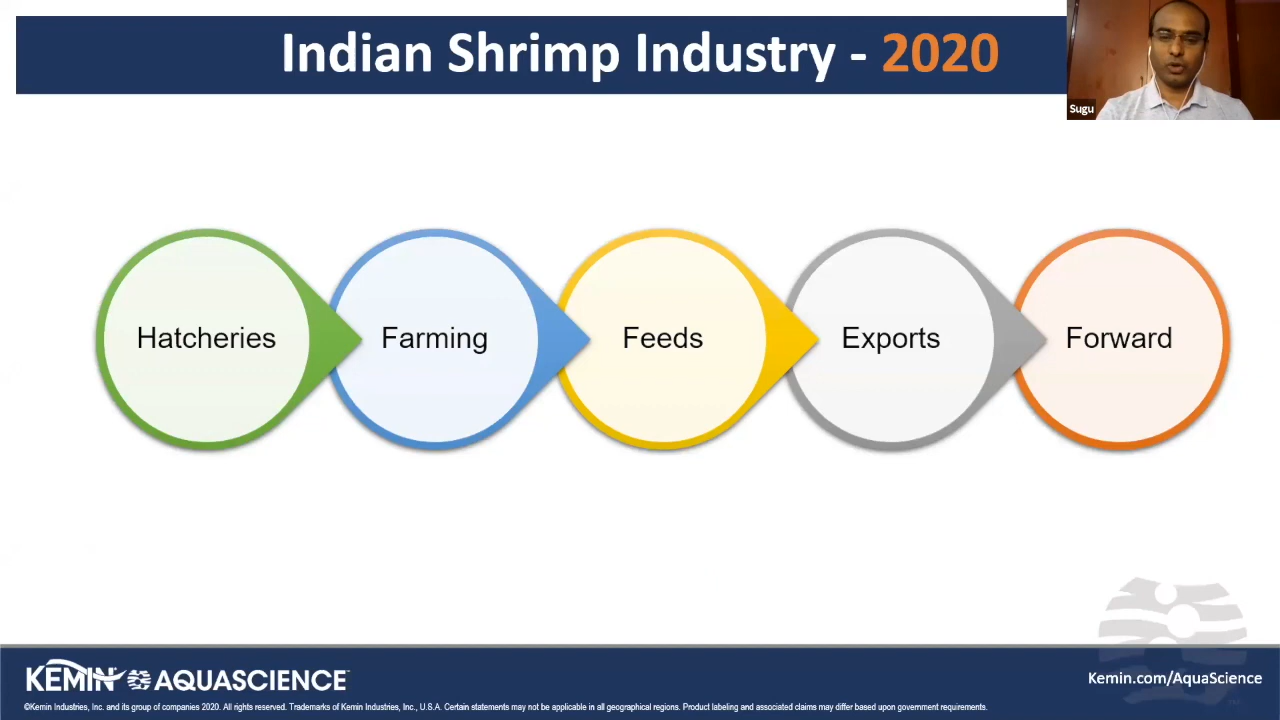 Indian Shrimp Industry - 2020
Sugu
Hatcheries
Farming
Feeds
Exports
Forward
KEMIN AQUASCIENCE™
Kemin.com/AquaScience
©Kemin Industries, Inc. and its group of companies 2020. All rights reserved. Trademarks of Kemin Industries, Inc., U.S.A. Certain statements may not be applicable in all geographical regions. Product labeling and associated claims may differ based upon government requirements.